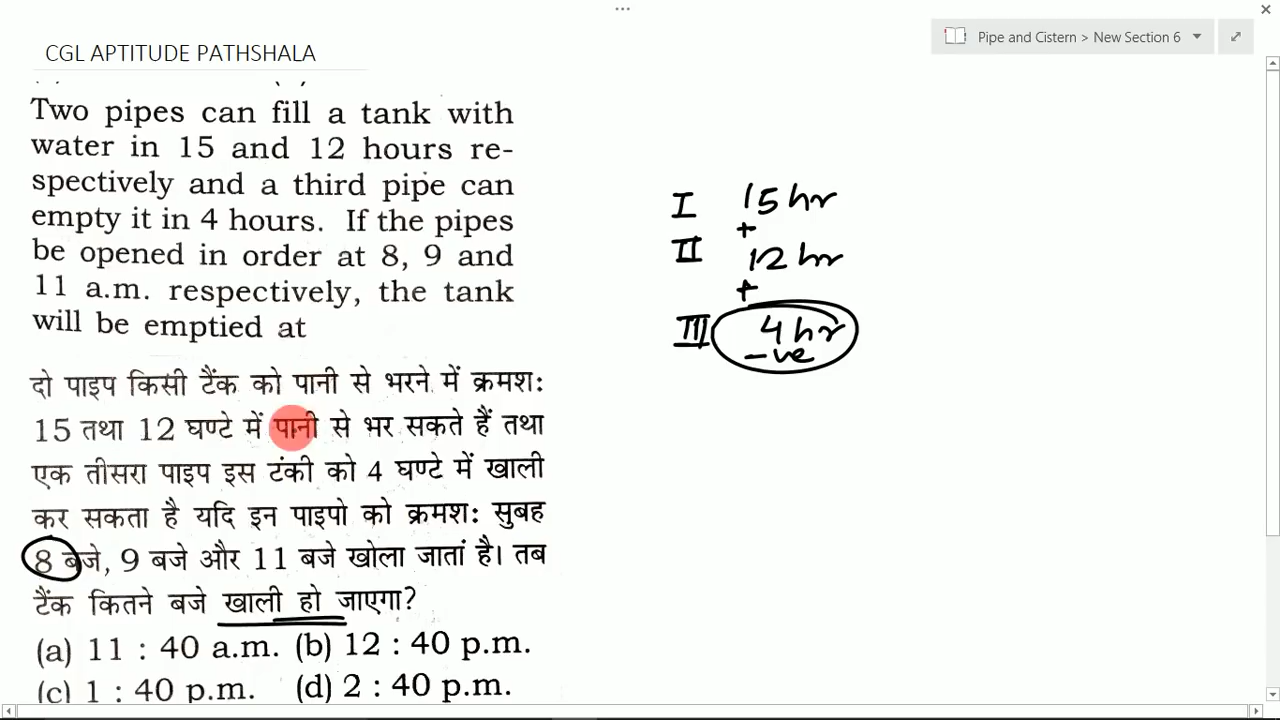 CGL APTITUDE PATHSHALA
Pipe and Cistern > New Section 6
Two pipes can fill a tank with
water in 15 and 12 hours re-
spectively and a third pipe can
empty it in 4 hours. If the pipes
be opened in order at 8, 9 and
11 a.m. respectively, the tank
will be emptied at
दो पाइप किसी टैंक को पानी से भरने में क्रमशः
15 तथा 12 घण्टे में पानी से भर सकते हैं तथा
एक तीसरा पाइप इस टंकी को 4 घण्टे में खाली
कर सकता है यदि इन पाइपो को क्रमशः सुबह
8 बजे, 9 बजे और 11 बजे खोला जातां है। तब
टैंक कितने बजे खाली हो जाएगा?
(a) 11 : 40 a.m. (b) 12 : 40 p.m.
(c) 1 : 40 p.m. (d) 2 : 40 p.m.
I 15 hr
+
II 12 hr
+
III 4 hr
-ve